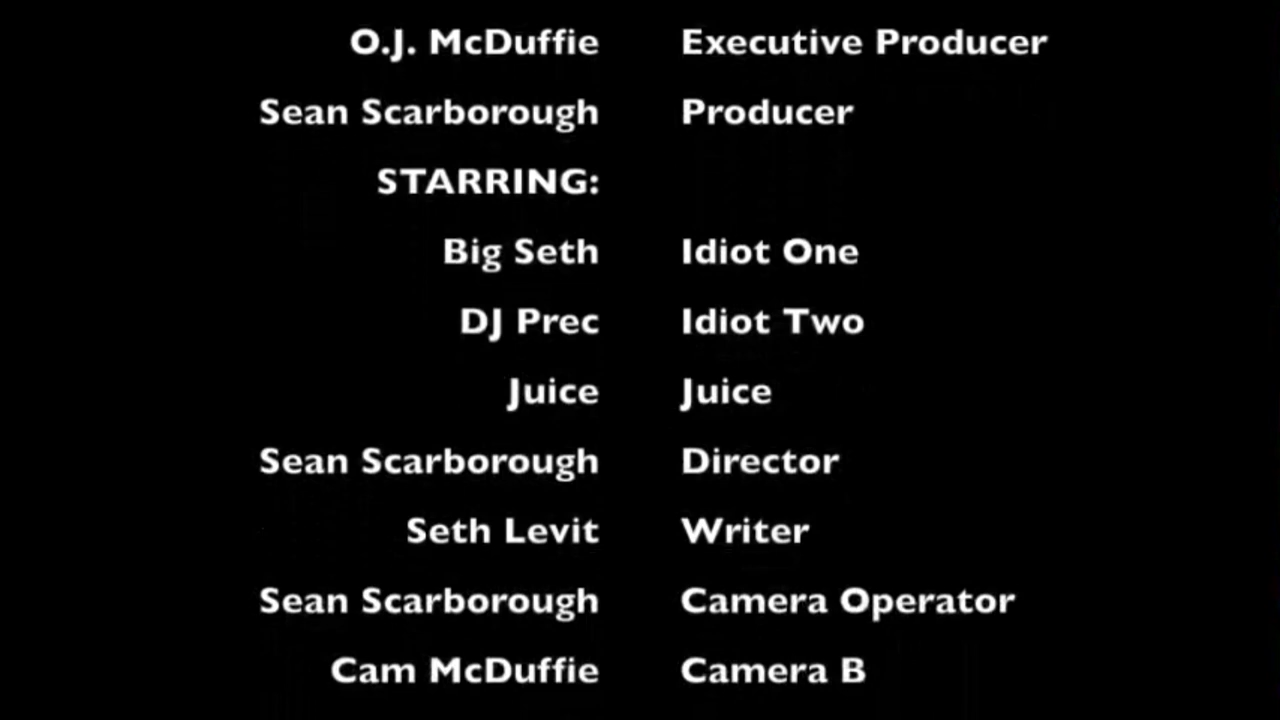 O.J. McDuffie Executive Producer
Sean Scarborough Producer
STARRING:
Big Seth Idiot One
DJ Prec Idiot Two
Juice Juice
Sean Scarborough Director
Seth Levit Writer
Sean Scarborough Camera Operator
Cam McDuffie Camera B